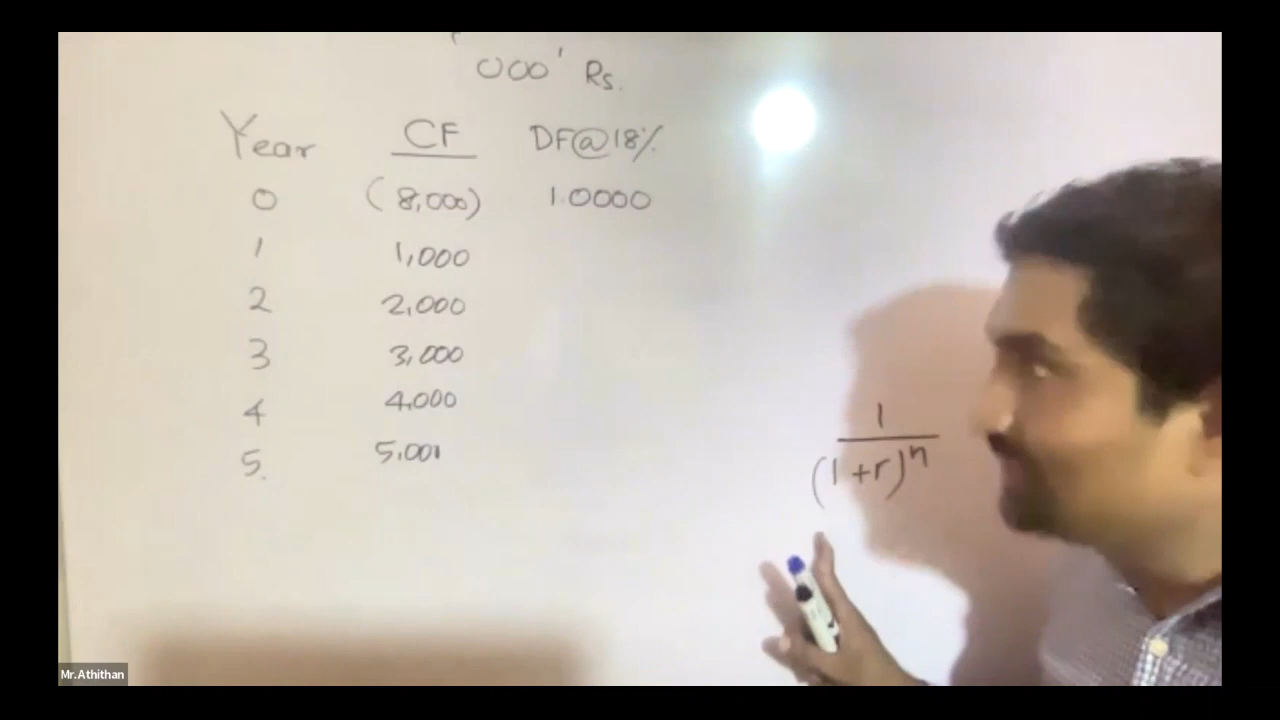 '000' Rs.
Year CF DF@18%
0 (8,000) 1.0000
1 1,000
2 2,000
3 3,000
4 4,000
5. 5,000
1
(1+r)^n
Mr.Athithan